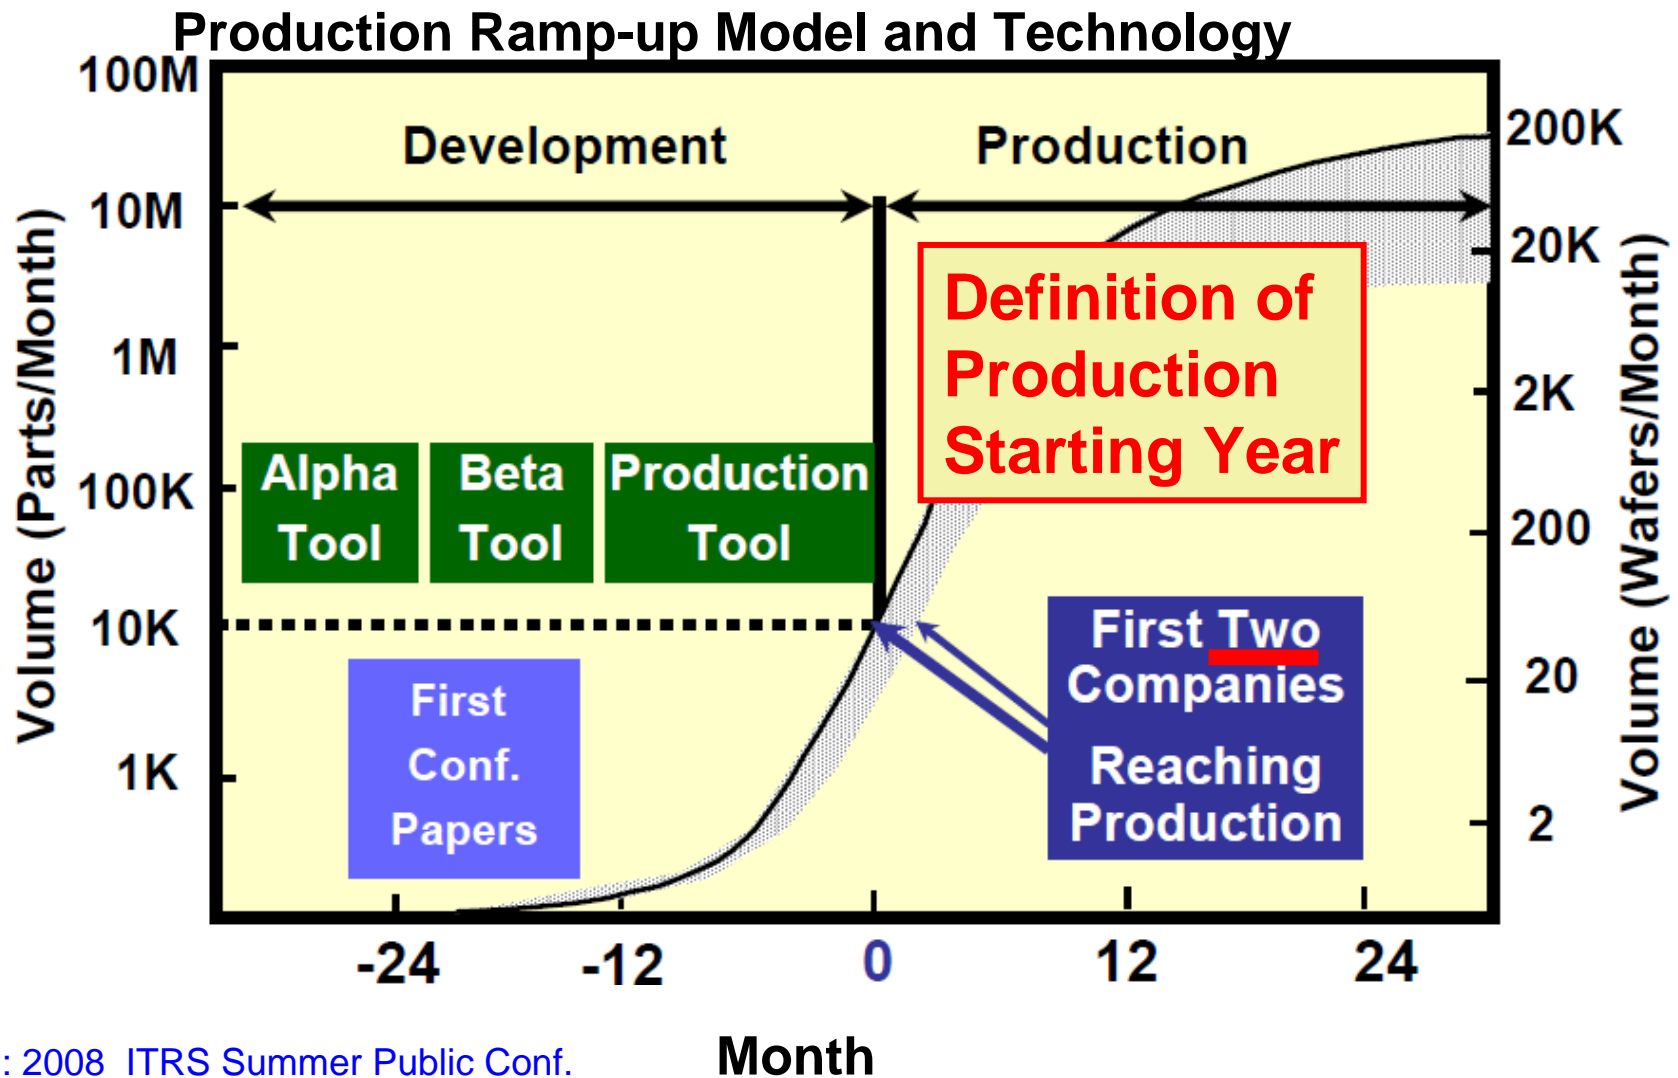 Production Ramp-up Model and Technology
100M
10M
1M
100K
10K
1K
Volume (Parts/Month)
Development
Production
200K
20K
2K
200
20
2
Volume (Wafers/Month)
Definition of
Production
Starting Year
Alpha
Tool
Beta
Tool
Production
Tool
First
Conf.
Papers
First Two
Companies
Reaching
Production
-24
-12
0
12
24
Month
: 2008 ITRS Summer Public Conf.